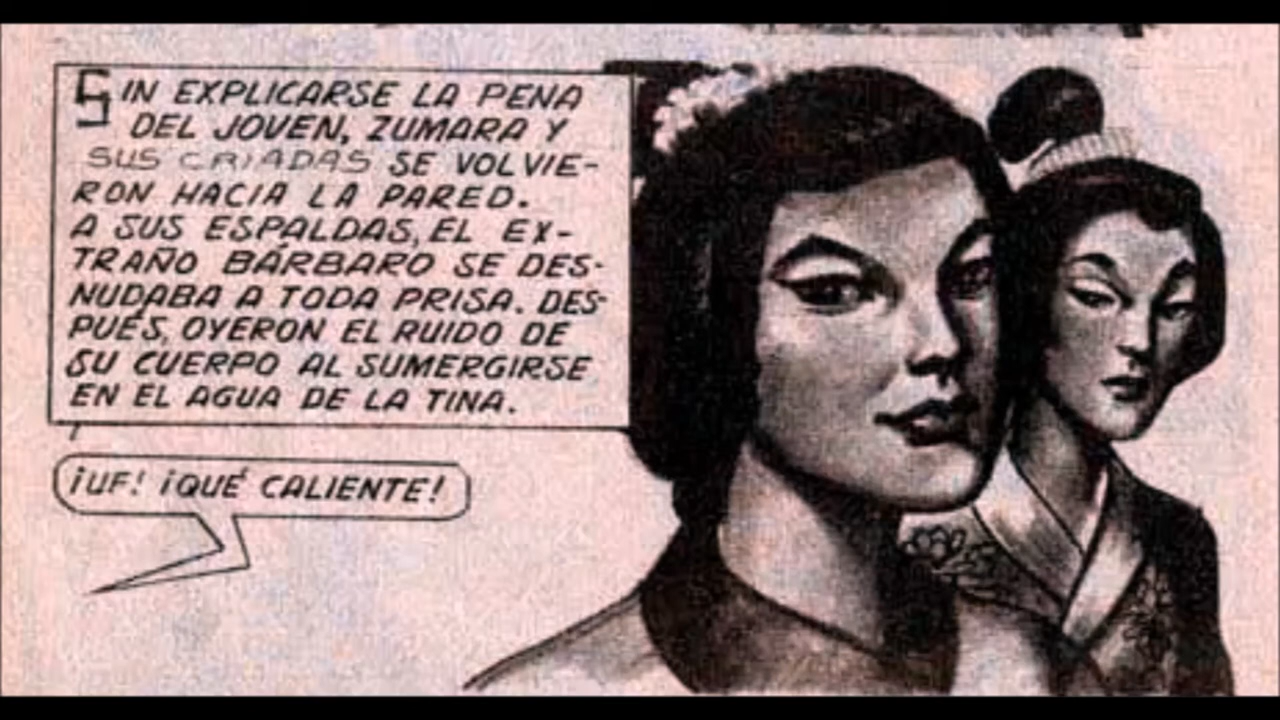 SIN EXPLICARSE LA PENA
DEL JOVEN, ZUMARA Y
SUS CRIADAS SE VOLVIE-
RON HACIA LA PARED.
A SUS ESPALDAS, EL EX-
TRAÑO BÁRBARO SE DES-
NUDABA A TODA PRISA. DES-
PUÉS, OYERON EL RUIDO DE
SU CUERPO AL SUMERGIRSE
EN EL AGUA DE LA TINA.
¡UF! ¡QUÉ CALIENTE!